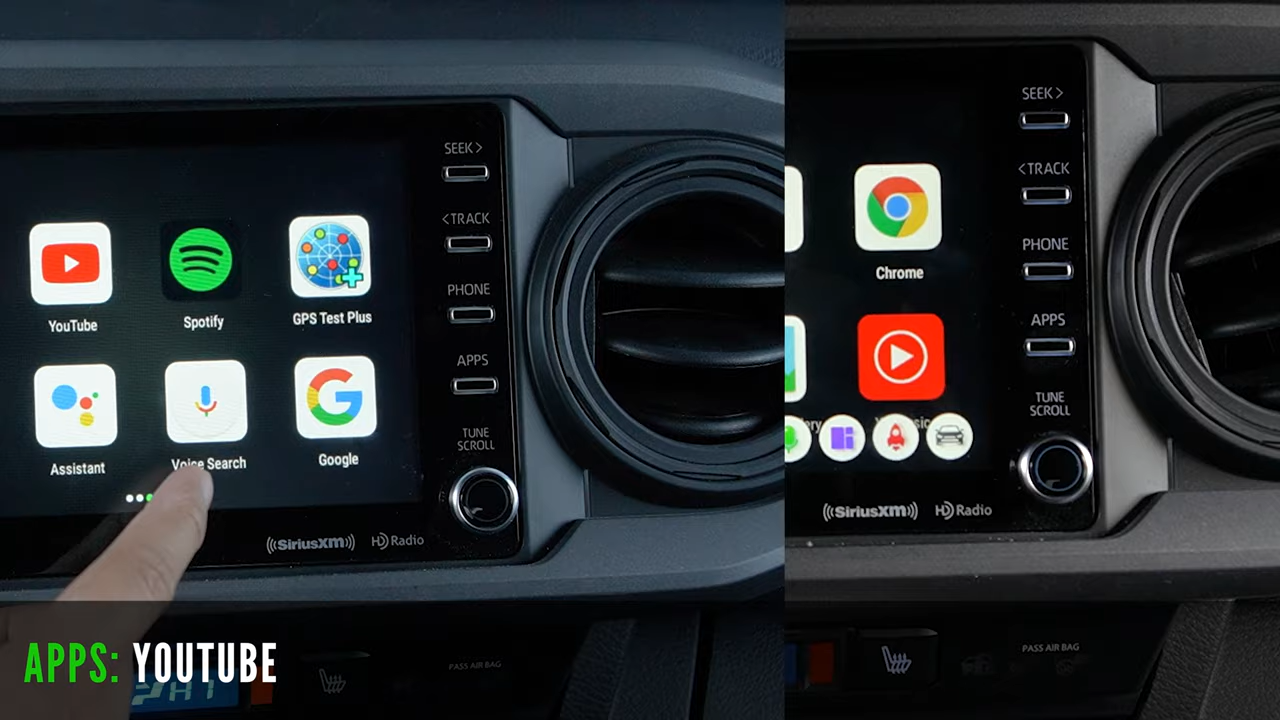 SEEK>
<TRACK
PHONE
APPS
TUNE
SCROLL
YouTube
Spotify
GPS Test Plus
Assistant
Voice Search
Google
((SiriusXM))
HD Radio
PASS AIR BAG
APPS: YOUTUBE
SEEK>
<TRACK
PHONE
APPS
TUNE
SCROLL
Chrome
((SiriusXM))
HD Radio
PASS AIR BAG